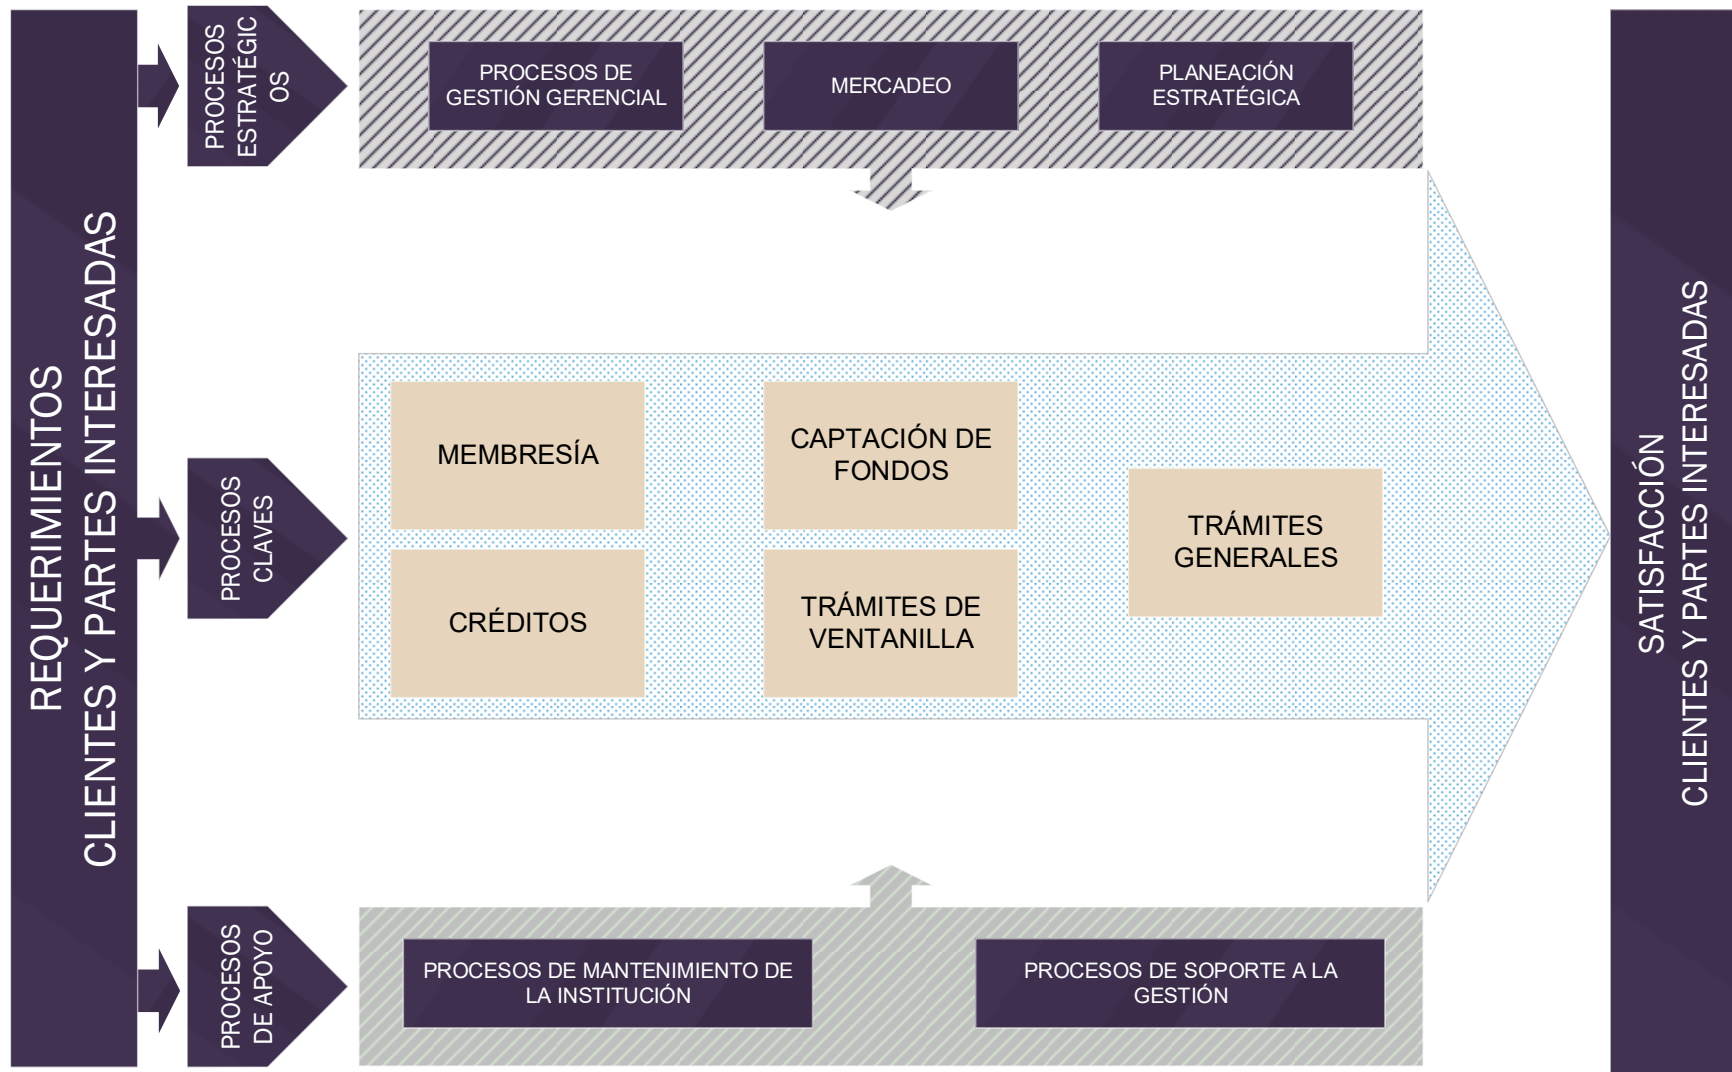 REQUERIMIENTOS
CLIENTES Y PARTES INTERESADAS
PROCESOS
ESTRATÉGIC
OS
PROCESOS DE
GESTIÓN GERENCIAL
MERCADEO
PLANEACIÓN
ESTRATÉGICA
PROCESOS
CLAVES
MEMBRESÍA
CAPTACIÓN DE
FONDOS
CRÉDITOS
TRÁMITES DE
VENTANILLA
TRÁMITES
GENERALES
PROCESOS
DE APOYO
PROCESOS DE MANTENIMIENTO DE
LA INSTITUCIÓN
PROCESOS DE SOPORTE A LA
GESTIÓN
SATISFACCIÓN
CLIENTES Y PARTES INTERESADAS